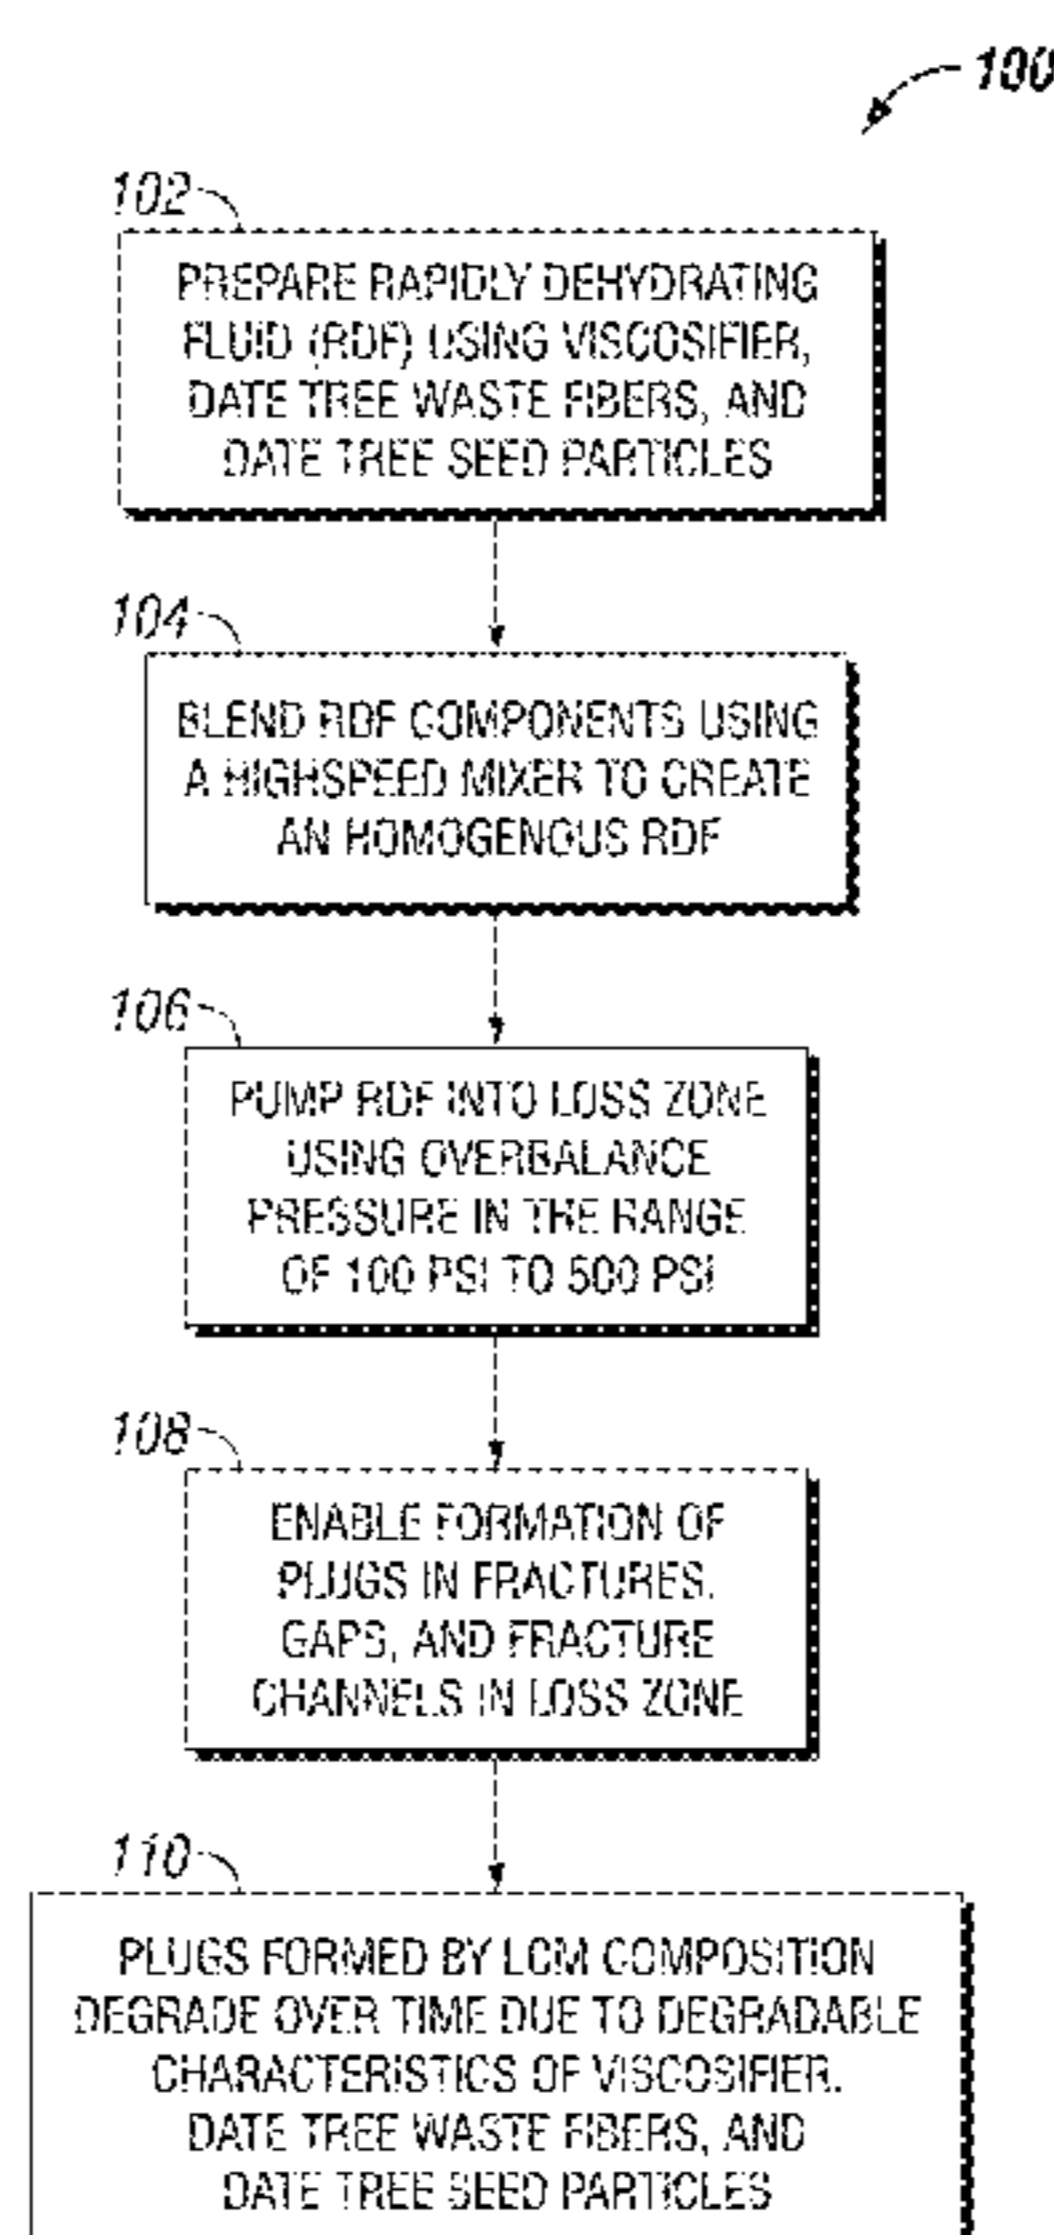 100
102
PREPARE RAPIDLY DEHYDRATING
FLUID (RDF) USING VISCOSIFIER,
DATE TREE WASTE FIBERS, AND
DATE TREE SEED PARTICLES
104
BLEND RDF COMPONENTS USING
A HIGHSPEED MIXER TO CREATE
AN HOMOGENOUS RDF
106
PUMP RDF INTO LOSS ZONE
USING OVERBALANCE
PRESSURE IN THE RANGE
OF 100 PSI TO 500 PSI
108
ENABLE FORMATION OF
PLUGS IN FRACTURES,
GAPS, AND FRACTURE
CHANNELS IN LOSS ZONE
110
PLUGS FORMED BY LCM COMPOSITION
DEGRADE OVER TIME DUE TO DEGRADABLE
CHARACTERISTICS OF VISCOSIFIER,
DATE TREE WASTE FIBERS, AND
DATE TREE SEED PARTICLES